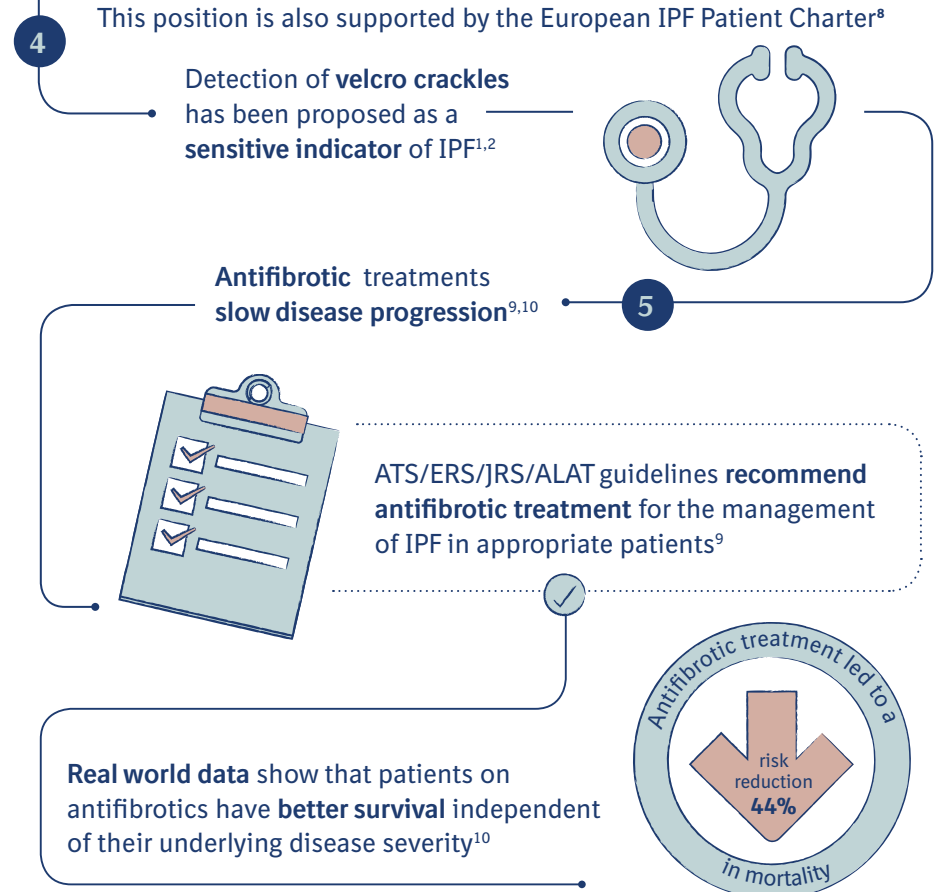 This position is also supported by the European IPF Patient Charter⁸
4
Detection of velcro crackles
has been proposed as a
sensitive indicator of IPF¹,²
Antifibrotic treatments
slow disease progression⁹,¹⁰
5
ATS/ERS/JRS/ALAT guidelines recommend
antifibrotic treatment for the management
of IPF in appropriate patients⁹
Antifibrotic treatment led to a
risk
reduction
44%
in mortality
Real world data show that patients on
antifibrotics have better survival independent
of their underlying disease severity¹⁰